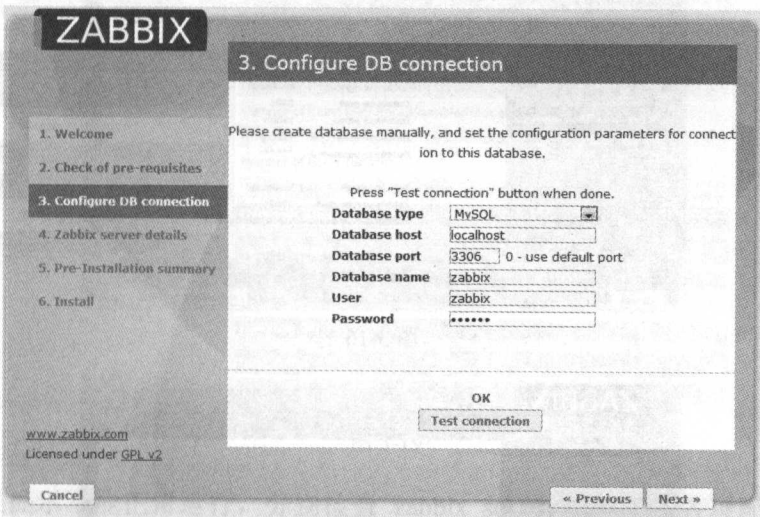 ZABBIX
3. Configure DB connection
1. Welcome
2. Check of pre-requisites
3. Configure DB connection
4. Zabbix server details
5. Pre-Installation summary
6. Install
Please create database manually, and set the configuration parameters for connect
ion to this database.
Press "Test connection" button when done.
Database type MySQL
Database host localhost
Database port 3306 0 - use default port
Database name zabbix
User zabbix
Password ••••••
OK
Test connection
www.zabbix.com
Licensed under GPL v2
Cancel
« Previous Next »